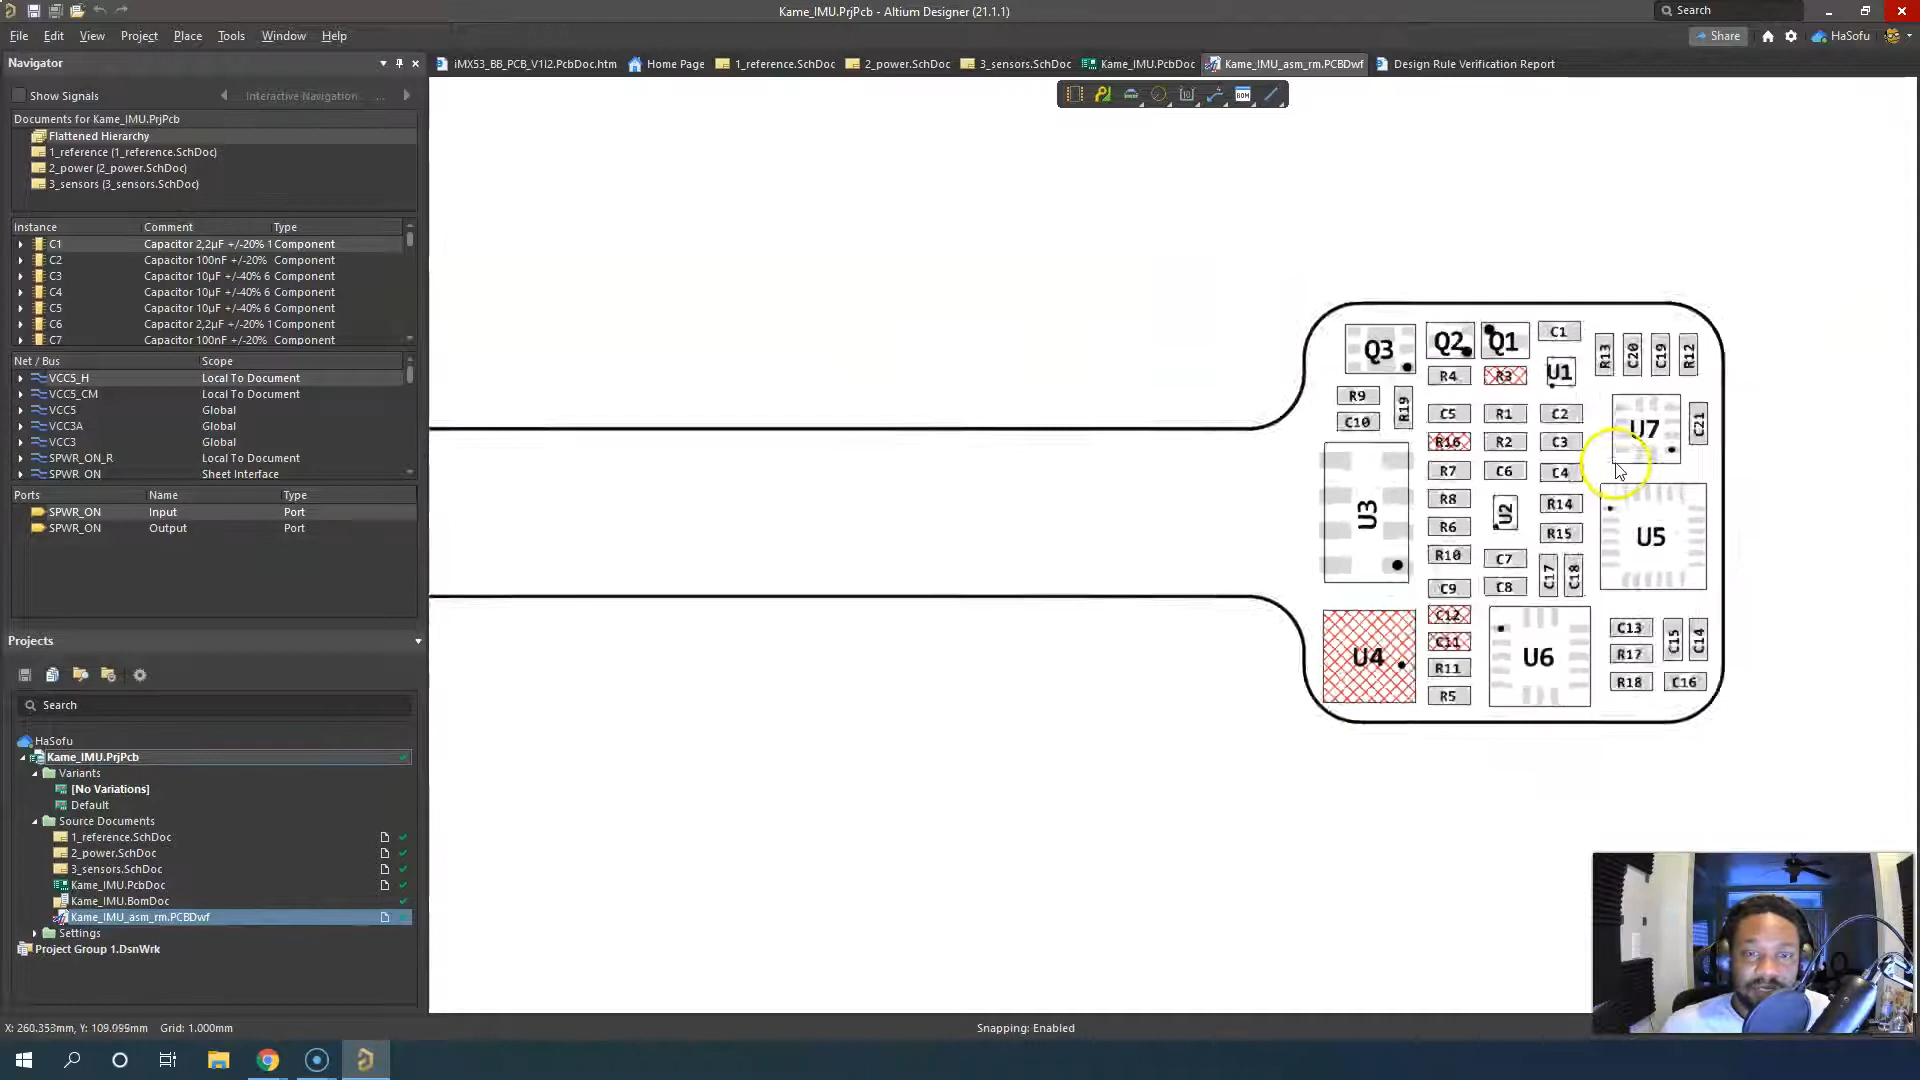 Kame_IMU.PrjPcb - Altium Designer (21.1.1)
Search
File Edit View Project Place Tools Window Help
Share
HaSofu
Navigator
iMX53_BB_PCB_V1I2.PcbDoc.htm
Home Page
1_reference.SchDoc
2_power.SchDoc
3_sensors.SchDoc
Kame_IMU.PcbDoc
Kame_IMU_asm_rm.PCBDwf
Design Rule Verification Report
Show Signals
Interactive Navigation ...
Documents for Kame_IMU.PrjPcb
Flattened Hierarchy
1_reference (1_reference.SchDoc)
2_power (2_power.SchDoc)
3_sensors (3_sensors.SchDoc)
Instance Comment Type
C1 Capacitor 2,2µF +/-20% 1 Component
C2 Capacitor 100nF +/-20% Component
C3 Capacitor 10µF +/-40% 6 Component
C4 Capacitor 10µF +/-40% 6 Component
C5 Capacitor 10µF +/-40% 6 Component
C6 Capacitor 2,2µF +/-20% 1 Component
C7 Capacitor 100nF +/-20% Component
Net / Bus Scope
VCC5_H Local To Document
VCC5_CM Local To Document
VCC5 Global
VCC3A Global
VCC3 Global
SPWR_ON_R Local To Document
SPWR_ON Sheet Interface
Ports Name Type
SPWR_ON Input Port
SPWR_ON Output Port
Projects
Search
HaSofu
Kame_IMU.PrjPcb
Variants
[No Variations]
Default
Source Documents
1_reference.SchDoc
2_power.SchDoc
3_sensors.SchDoc
Kame_IMU.PcbDoc
Kame_IMU.BomDoc
Kame_IMU_asm_rm.PCBDwf
Settings
Project Group 1.DsnWrk
BOM
Q3 Q2 Q1 C1
R13 C20 C19 R12
R4 R3 U1
R9 R19
C10 C5 R1 C2 U7 C21
R16 R2 C3
R7 C6 C4
U3 R8 U2 R14
R6 R15 U5
R10 C7 C17 C18
C9 C8
C12
C11 C13 C15 C14
U4 R11 U6 R17
R5 R18 C16
X: 260.353mm, Y: 109.099mm Grid: 1.000mm
Snapping: Enabled